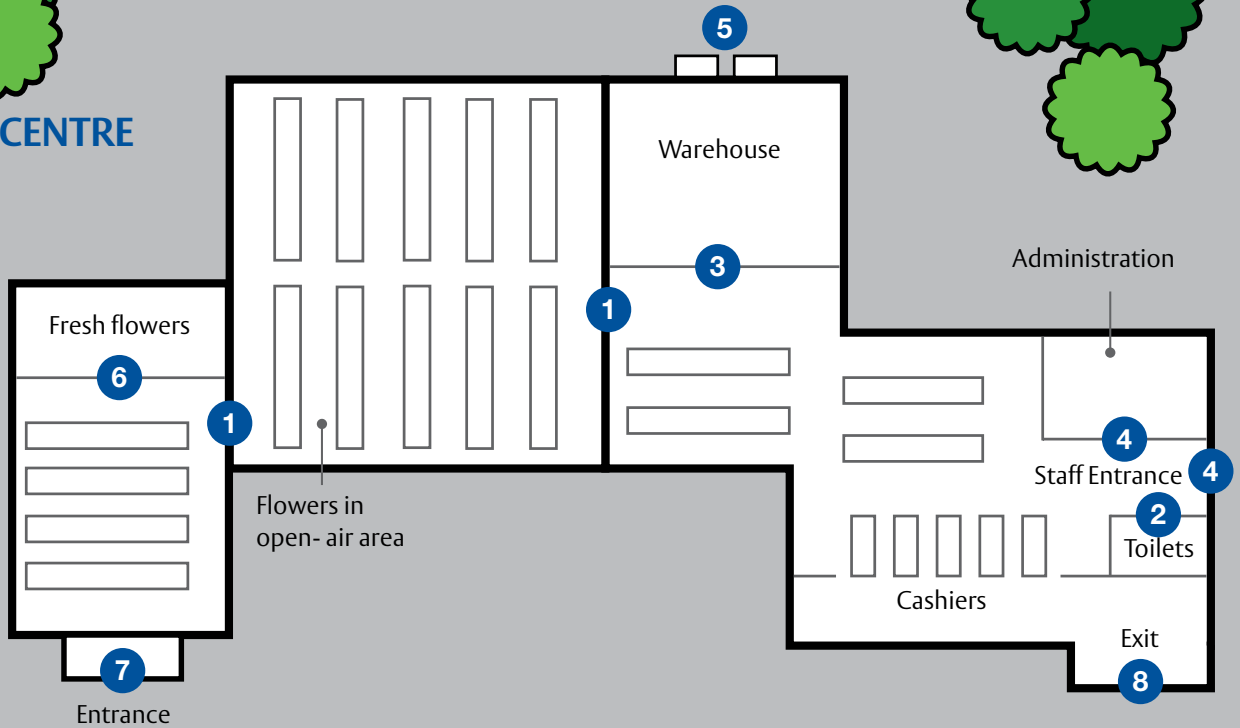 5
CENTRE
Warehouse
Administration
3
1
Fresh flowers
6
1
4
Staff Entrance
4
Flowers in
open- air area
2
Toilets
Cashiers
Exit
7
8
Entrance